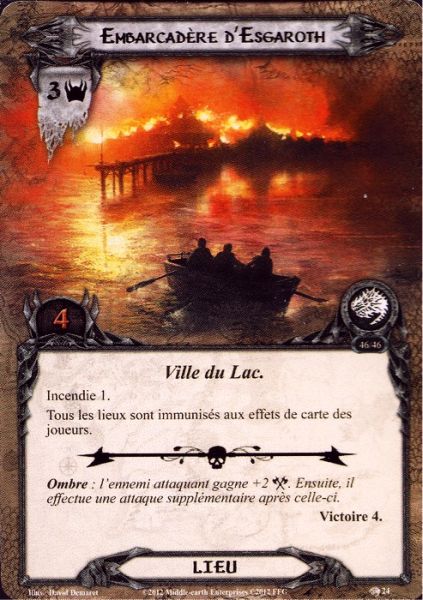 Embarcadère d'Esgaroth
3
4
46/46
Ville du Lac.
Incendie 1.
Tous les lieux sont immunisés aux effets de carte des
joueurs.
Ombre : l'ennemi attaquant gagne +2 . Ensuite, il
effectue une attaque supplémentaire après celle-ci.
Victoire 4.
LIEU
Illus. David Demaret ©2012 Middle-earth Enterprises ©2012 FFG 24